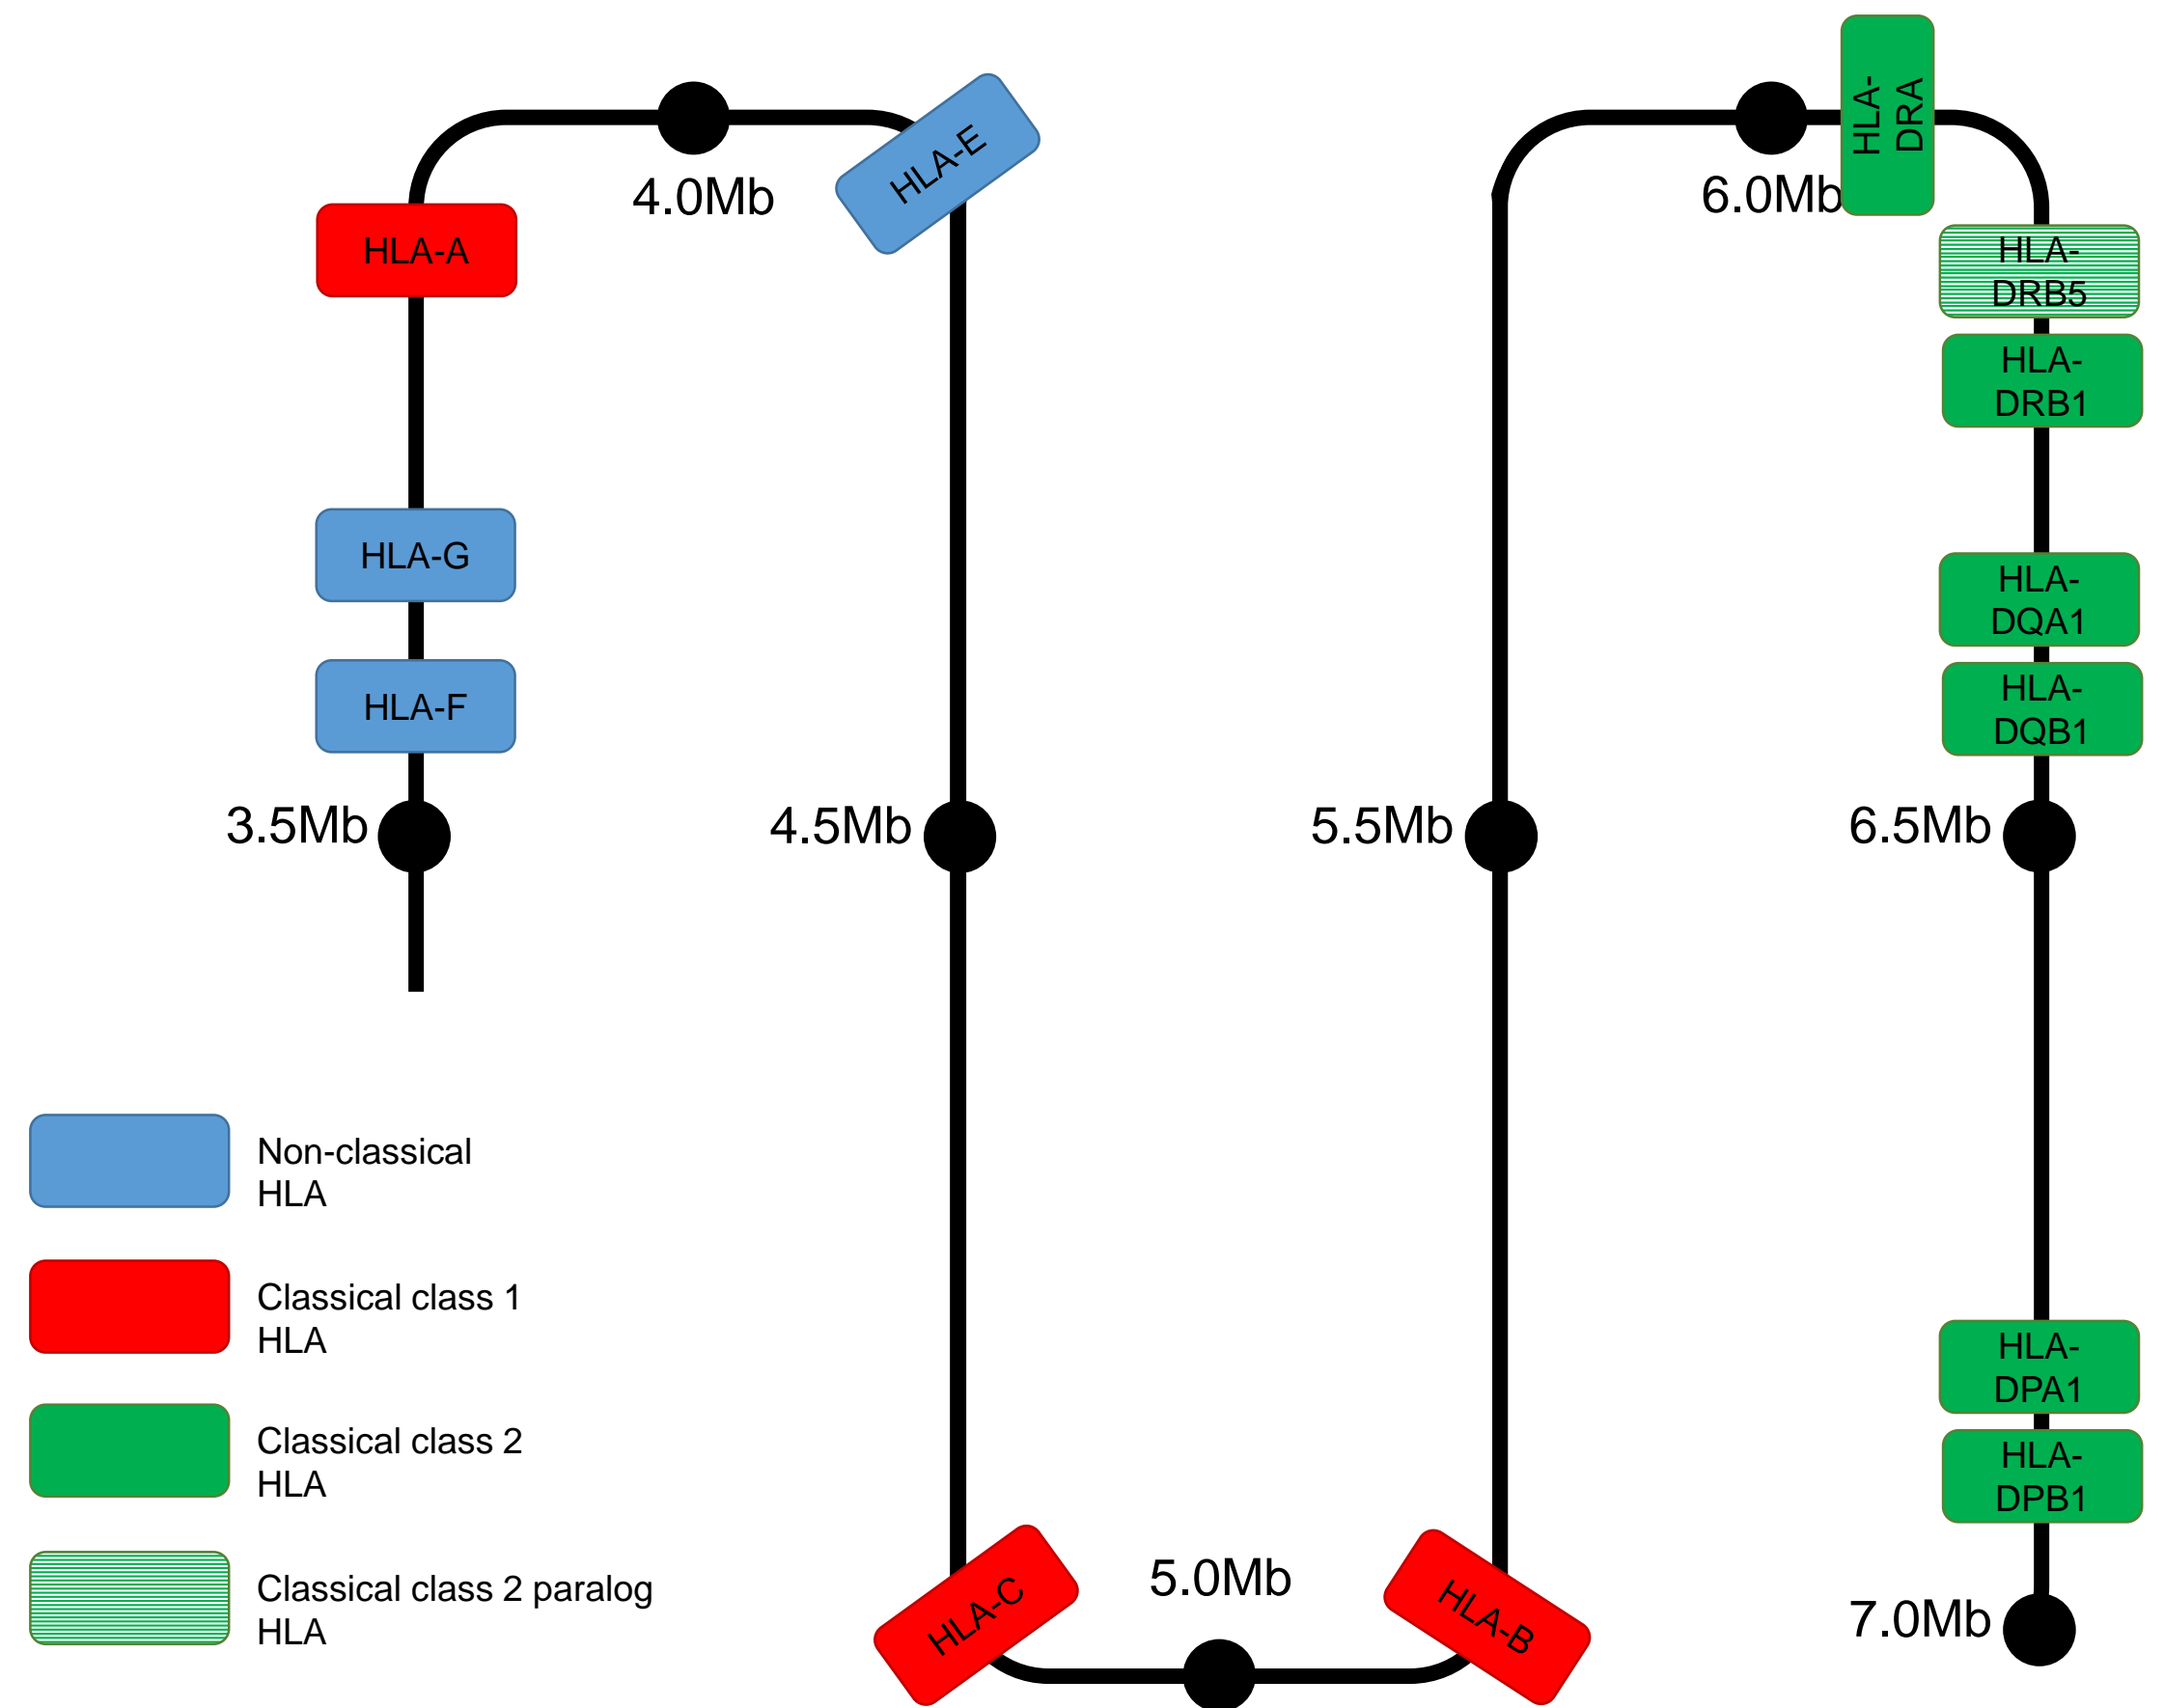 HLA-A
HLA-G
HLA-F
3.5Mb
4.0Mb
HLA-E
4.5Mb
HLA-C
5.0Mb
HLA-B
5.5Mb
6.0Mb
HLA-
DRA
HLA-
DRB5
HLA-
DRB1
HLA-
DQA1
HLA-
DQB1
6.5Mb
HLA-
DPA1
HLA-
DPB1
7.0Mb
Non-classical
HLA
Classical class 1
HLA
Classical class 2
HLA
Classical class 2 paralog
HLA